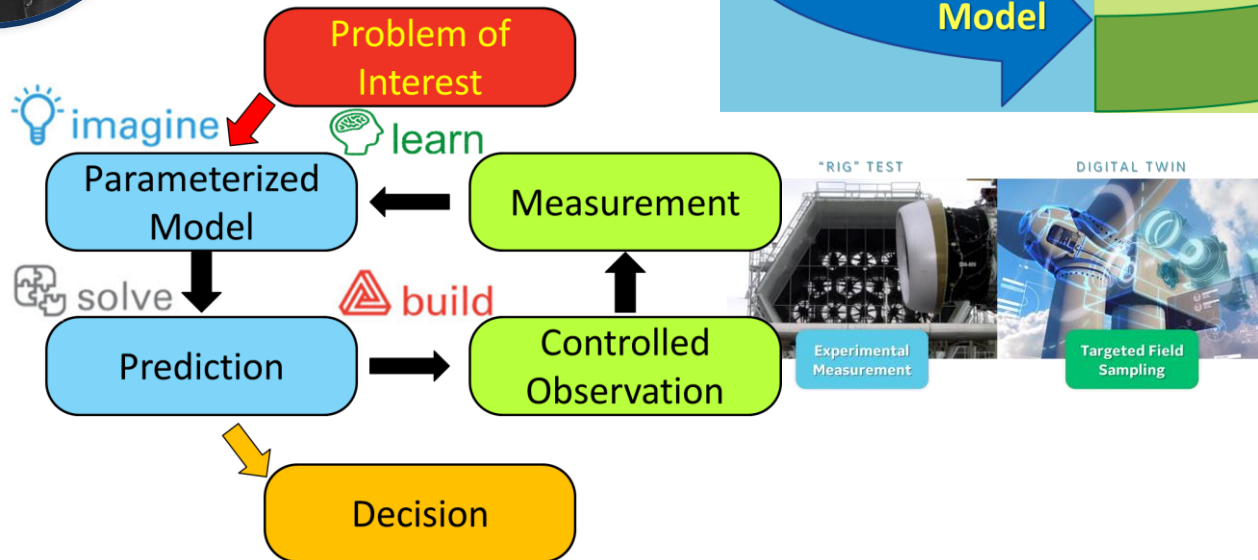 Model
Problem of
Interest
imagine
learn
Parameterized
Model
Measurement
solve
build
Prediction
Controlled
Observation
Decision
"RIG" TEST
DIGITAL TWIN
Experimental
Measurement
Targeted Field
Sampling